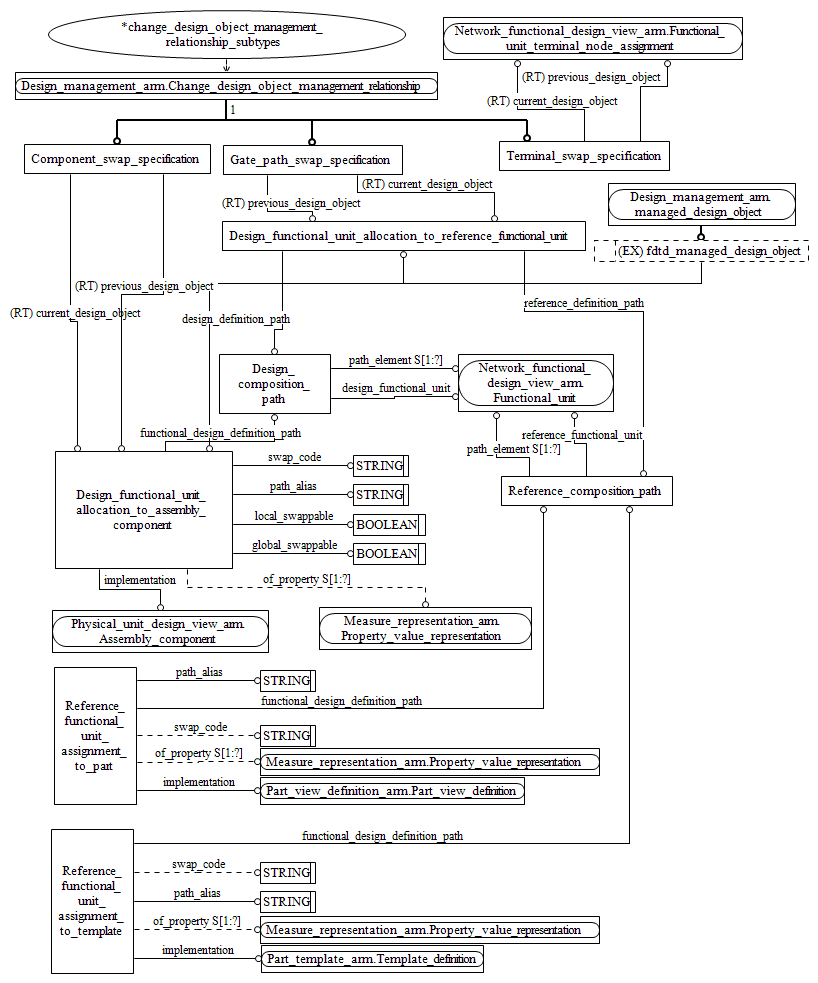 *change_design_object_management_
relationship_subtypes
Network_functional_design_view_arm.Functional_
unit_terminal_node_assignment
Design_management_arm.Change_design_object_management_relationship
(RT) previous_design_object
(RT) current_design_object
1
Component_swap_specification
Gate_path_swap_specification
Terminal_swap_specification
(RT) current_design_object
(RT) previous_design_object
Design_management_arm.
managed_design_object
Design_functional_unit_allocation_to_reference_functional_unit
(EX) fdtd_managed_design_object
(RT) previous_design_object
(RT) current_design_object
design_definition_path
reference_definition_path
Design_
composition_
path
path_element S[1:?]
design_functional_unit
Network_functional_
design_view_arm.
Functional_unit
functional_design_definition_path
reference_functional_unit
path_element S[1:?]
Design_functional_unit_
allocation_to_assembly_
component
swap_code
STRING
path_alias
STRING
local_swappable
BOOLEAN
global_swappable
BOOLEAN
Reference_composition_path
implementation
of_property S[1:?]
Physical_unit_design_view_arm.
Assembly_component
Measure_representation_arm.
Property_value_representation
Reference_
functional_
unit_
assignment_
to_part
path_alias
STRING
functional_design_definition_path
swap_code
STRING
of_property S[1:?]
Measure_representation_arm.Property_value_representation
implementation
Part_view_definition_arm.Part_view_definition
Reference_
functional_
unit_
assignment_
to_template
functional_design_definition_path
swap_code
STRING
path_alias
STRING
of_property S[1:?]
Measure_representation_arm.Property_value_representation
implementation
Part_template_arm.Template_definition